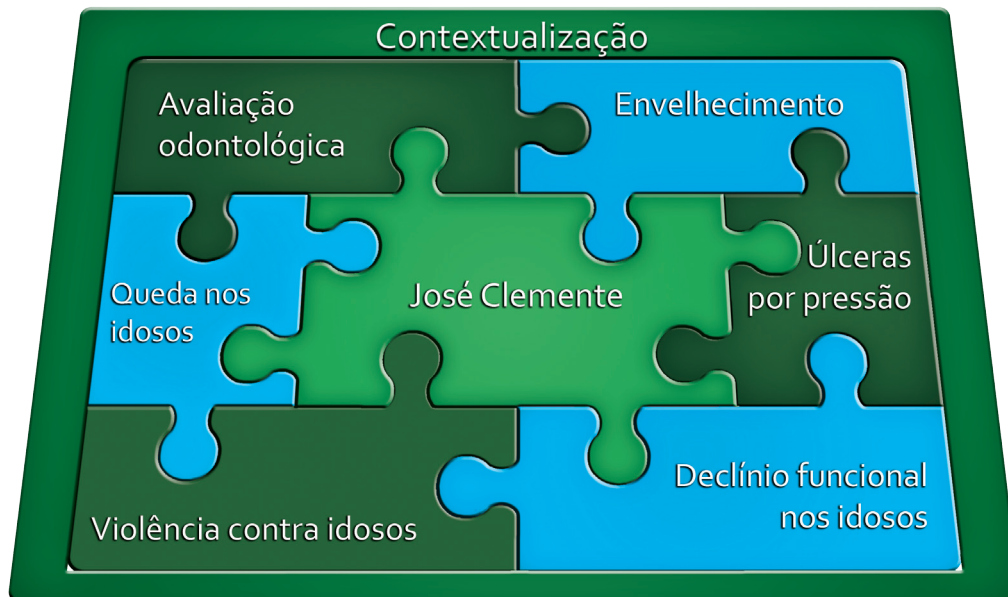 Contextualização
Avaliação
odontológica
Envelhecimento
Queda nos
idosos
José Clemente
Úlceras
por pressão
Violência contra idosos
Declínio funcional
nos idosos